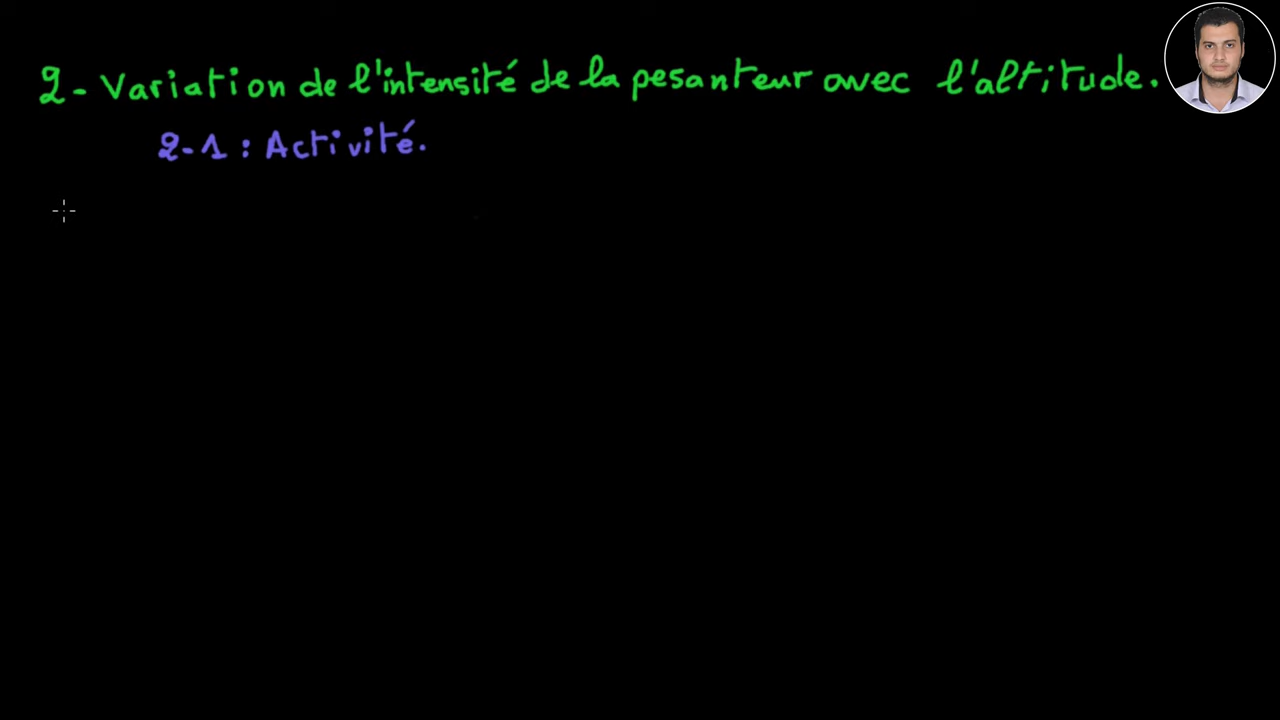 2 - Variation de l'intensité de la pesanteur avec l'altitude.
2-1 : Activité.